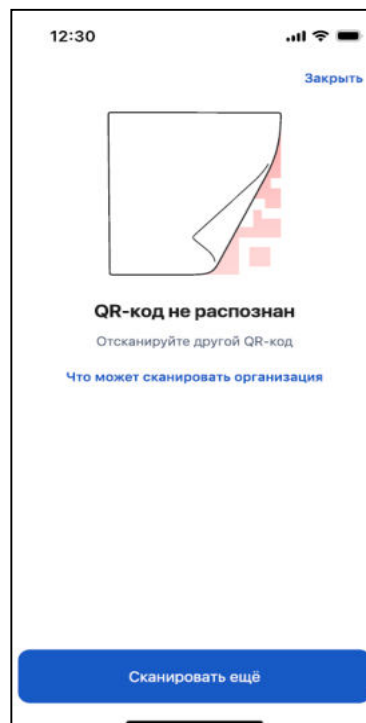 12:30
Закрыть
QR-код не распознан
Отсканируйте другой QR-код
Что может сканировать организация
Сканировать ещё